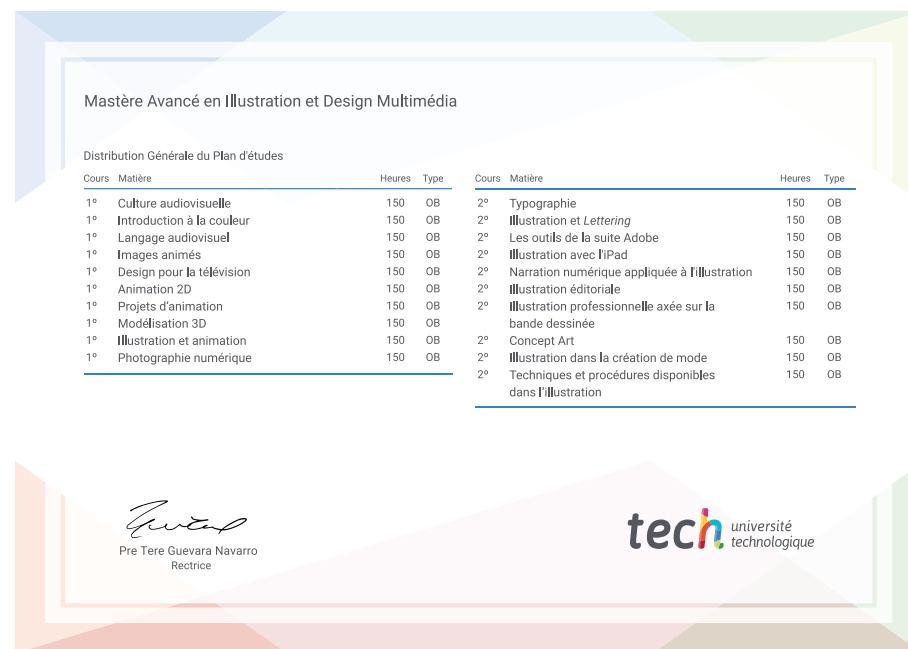 Mastère Avancé en Illustration et Design Multimédia
Distribution Générale du Plan d'études
Cours Matière Heures Type
1º Culture audiovisuelle 150 OB
1º Introduction à la couleur 150 OB
1º Langage audiovisuel 150 OB
1º Images animés 150 OB
1º Design pour la télévision 150 OB
1º Animation 2D 150 OB
1º Projets d’animation 150 OB
1º Modélisation 3D 150 OB
1º Illustration et animation 150 OB
1º Photographie numérique 150 OB
Cours Matière Heures Type
2º Typographie 150 OB
2º Illustration et Lettering 150 OB
2º Les outils de la suite Adobe 150 OB
2º Illustration avec l'iPad 150 OB
2º Narration numérique appliquée à l'illustration 150 OB
2º Illustration éditoriale 150 OB
2º Illustration professionnelle axée sur la 150 OB
bande dessinée
2º Concept Art 150 OB
2º Illustration dans la création de mode 150 OB
2º Techniques et procédures disponibles 150 OB
dans l’illustration
Pre Tere Guevara Navarro
Rectrice
tech université
technologique